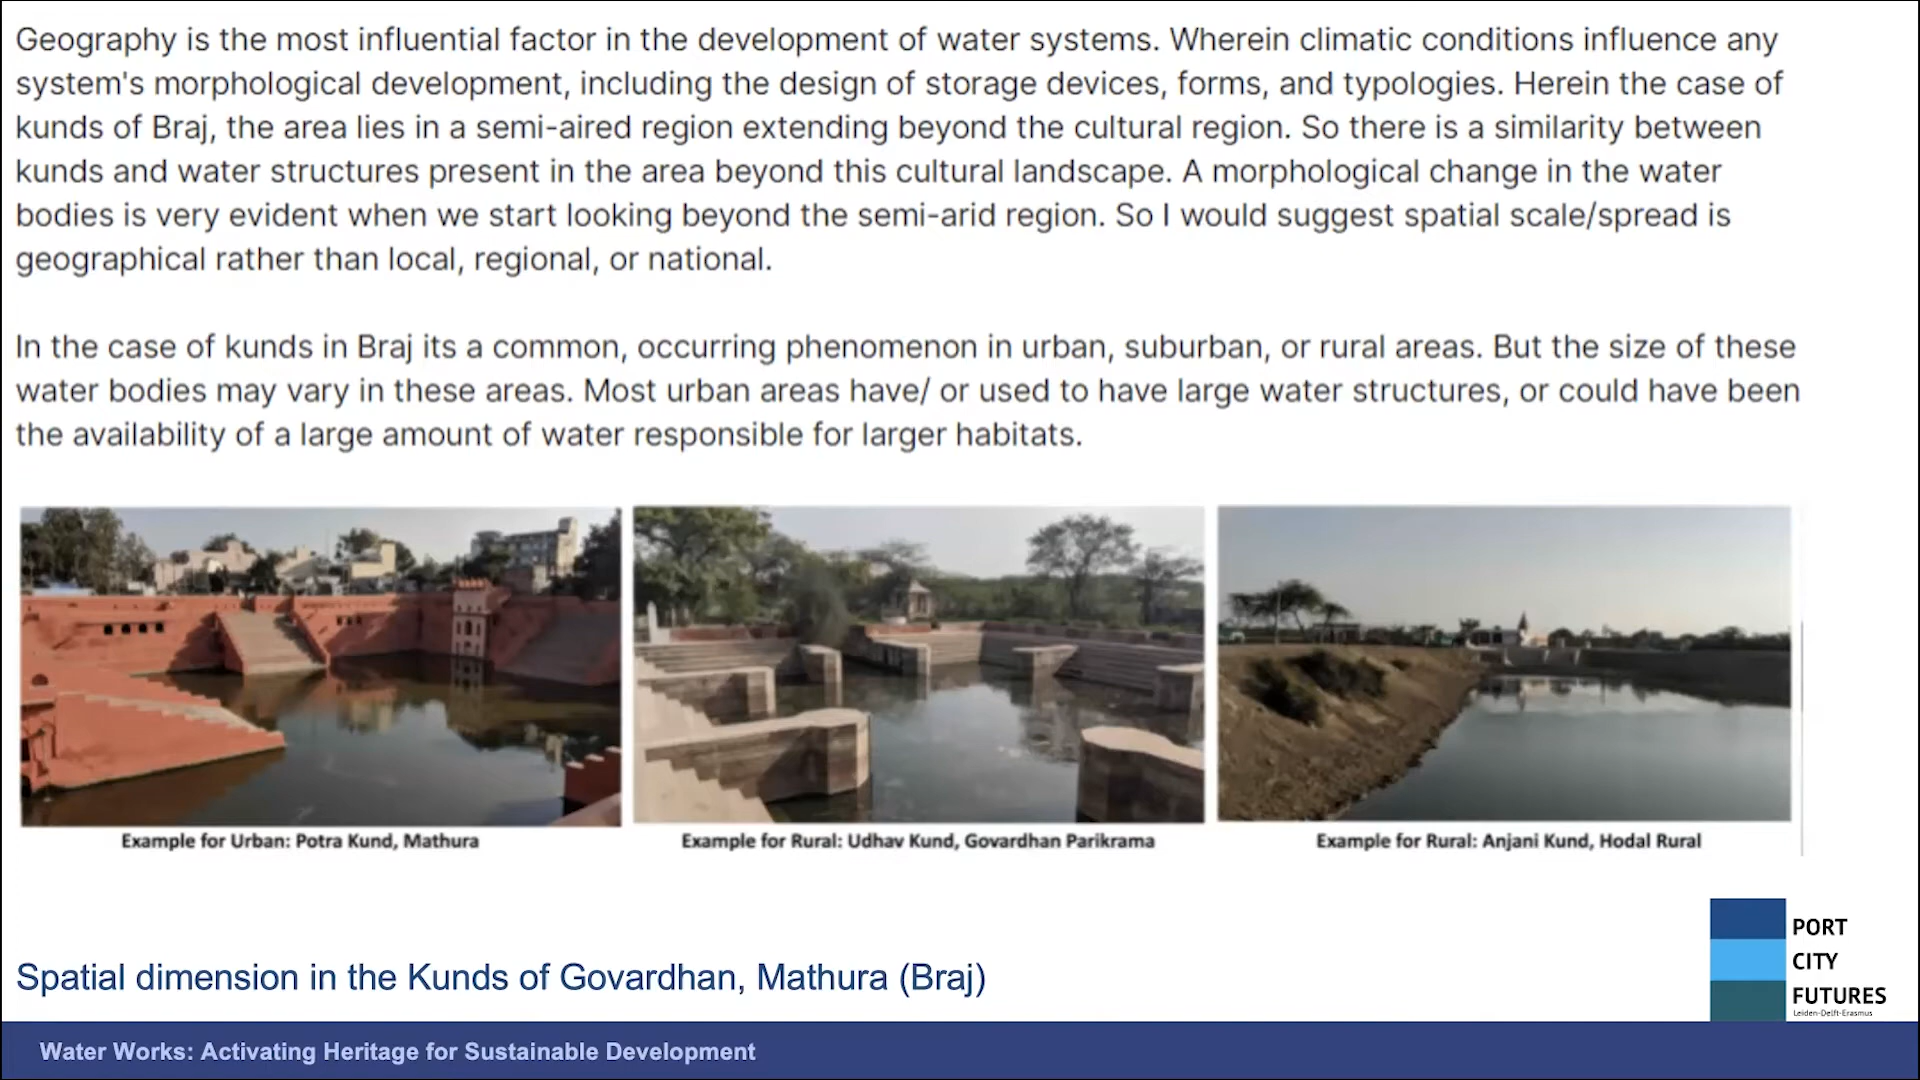 Geography is the most influential factor in the development of water systems. Wherein climatic conditions influence any
system's morphological development, including the design of storage devices, forms, and typologies. Herein the case of
kunds of Braj, the area lies in a semi-aired region extending beyond the cultural region. So there is a similarity between
kunds and water structures present in the area beyond this cultural landscape. A morphological change in the water
bodies is very evident when we start looking beyond the semi-arid region. So I would suggest spatial scale/spread is
geographical rather than local, regional, or national.
In the case of kunds in Braj its a common, occurring phenomenon in urban, suburban, or rural areas. But the size of these
water bodies may vary in these areas. Most urban areas have/ or used to have large water structures, or could have been
the availability of a large amount of water responsible for larger habitats.
Example for Urban: Potra Kund, Mathura
Example for Rural: Udhav Kund, Govardhan Parikrama
Example for Rural: Anjani Kund, Hodal Rural
Spatial dimension in the Kunds of Govardhan, Mathura (Braj)
PORT
CITY
FUTURES
Leiden-Delft-Erasmus
Water Works: Activating Heritage for Sustainable Development